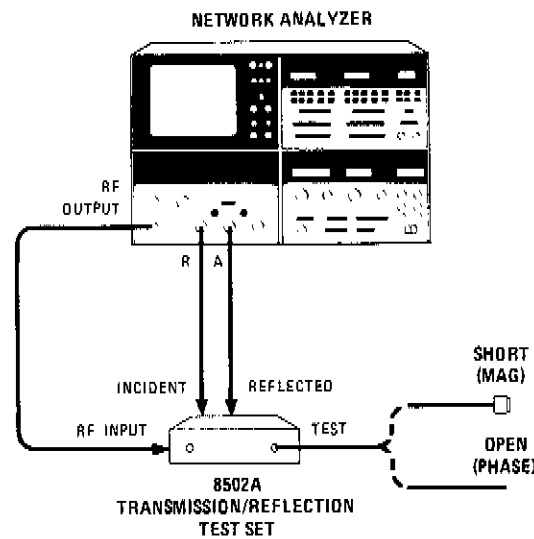 NETWORK ANALYZER
RF
OUTPUT
R
A
INCIDENT
REFLECTED
RF INPUT
TEST
SHORT
(MAG)
OPEN
(PHASE)
8502A
TRANSMISSION/REFLECTION
TEST SET